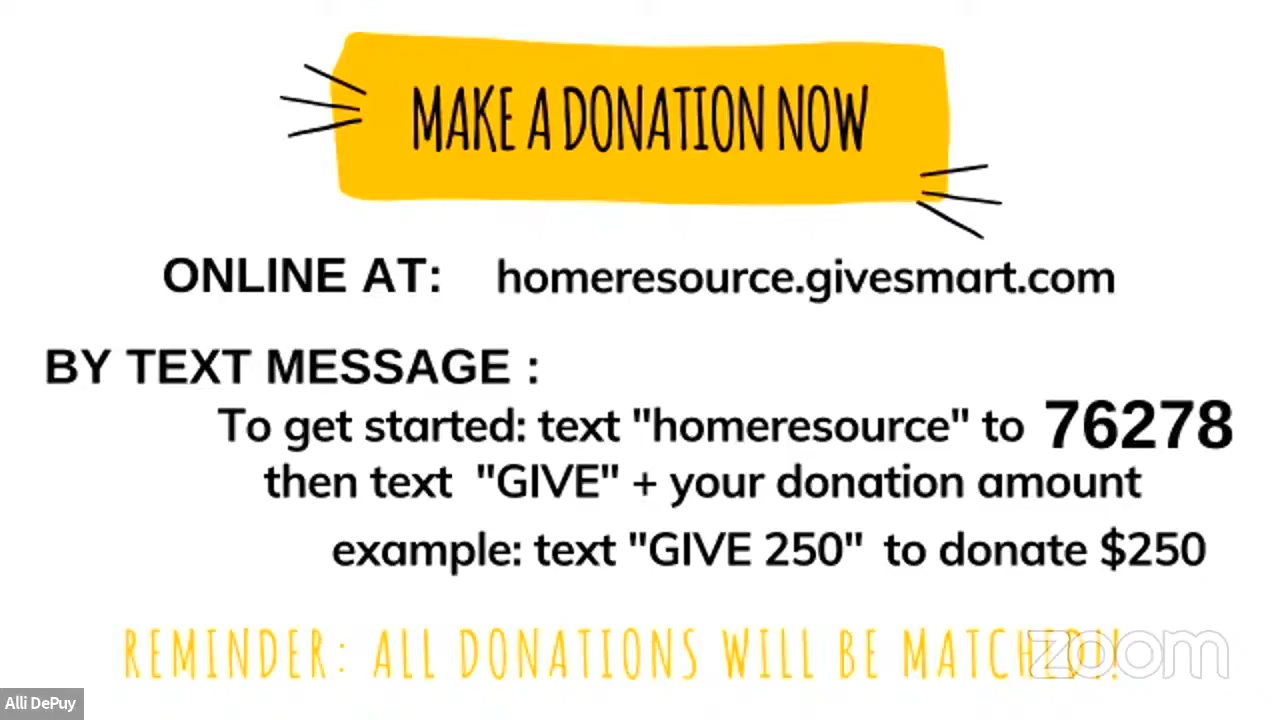 MAKE A DONATION NOW
ONLINE AT: homeresource.givesmart.com
BY TEXT MESSAGE :
To get started: text "homeresource" to 76278
then text "GIVE" + your donation amount
example: text "GIVE 250" to donate $250
REMINDER: ALL DONATIONS WILL BE MATCHED!
zoom
Alli DePuy